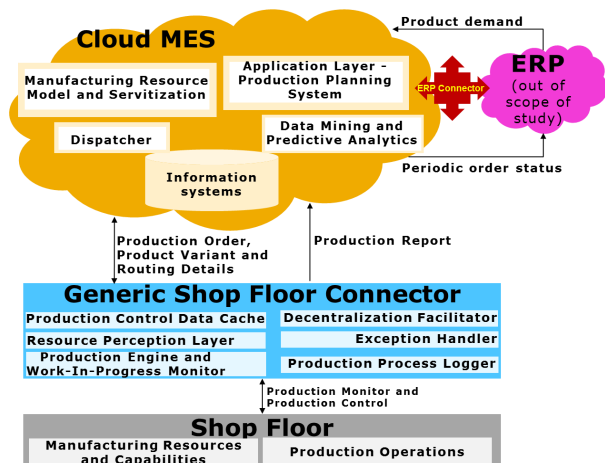 Product demand
Cloud MES
ERP
(out of
scope of
study)
Manufacturing Resource
Model and Servitization
Application Layer -
Production Planning
System
ERP Connector
Dispatcher
Data Mining and
Predictive Analytics
Periodic order status
Information
systems
Production Order,
Product Variant and
Routing Details
Production Report
Generic Shop Floor Connector
Production Control Data Cache
Decentralization Facilitator
Resource Perception Layer
Exception Handler
Production Engine and
Work-In-Progress Monitor
Production Process Logger
Production Monitor and
Production Control
Shop Floor
Manufacturing Resources
and Capabilities
Production Operations